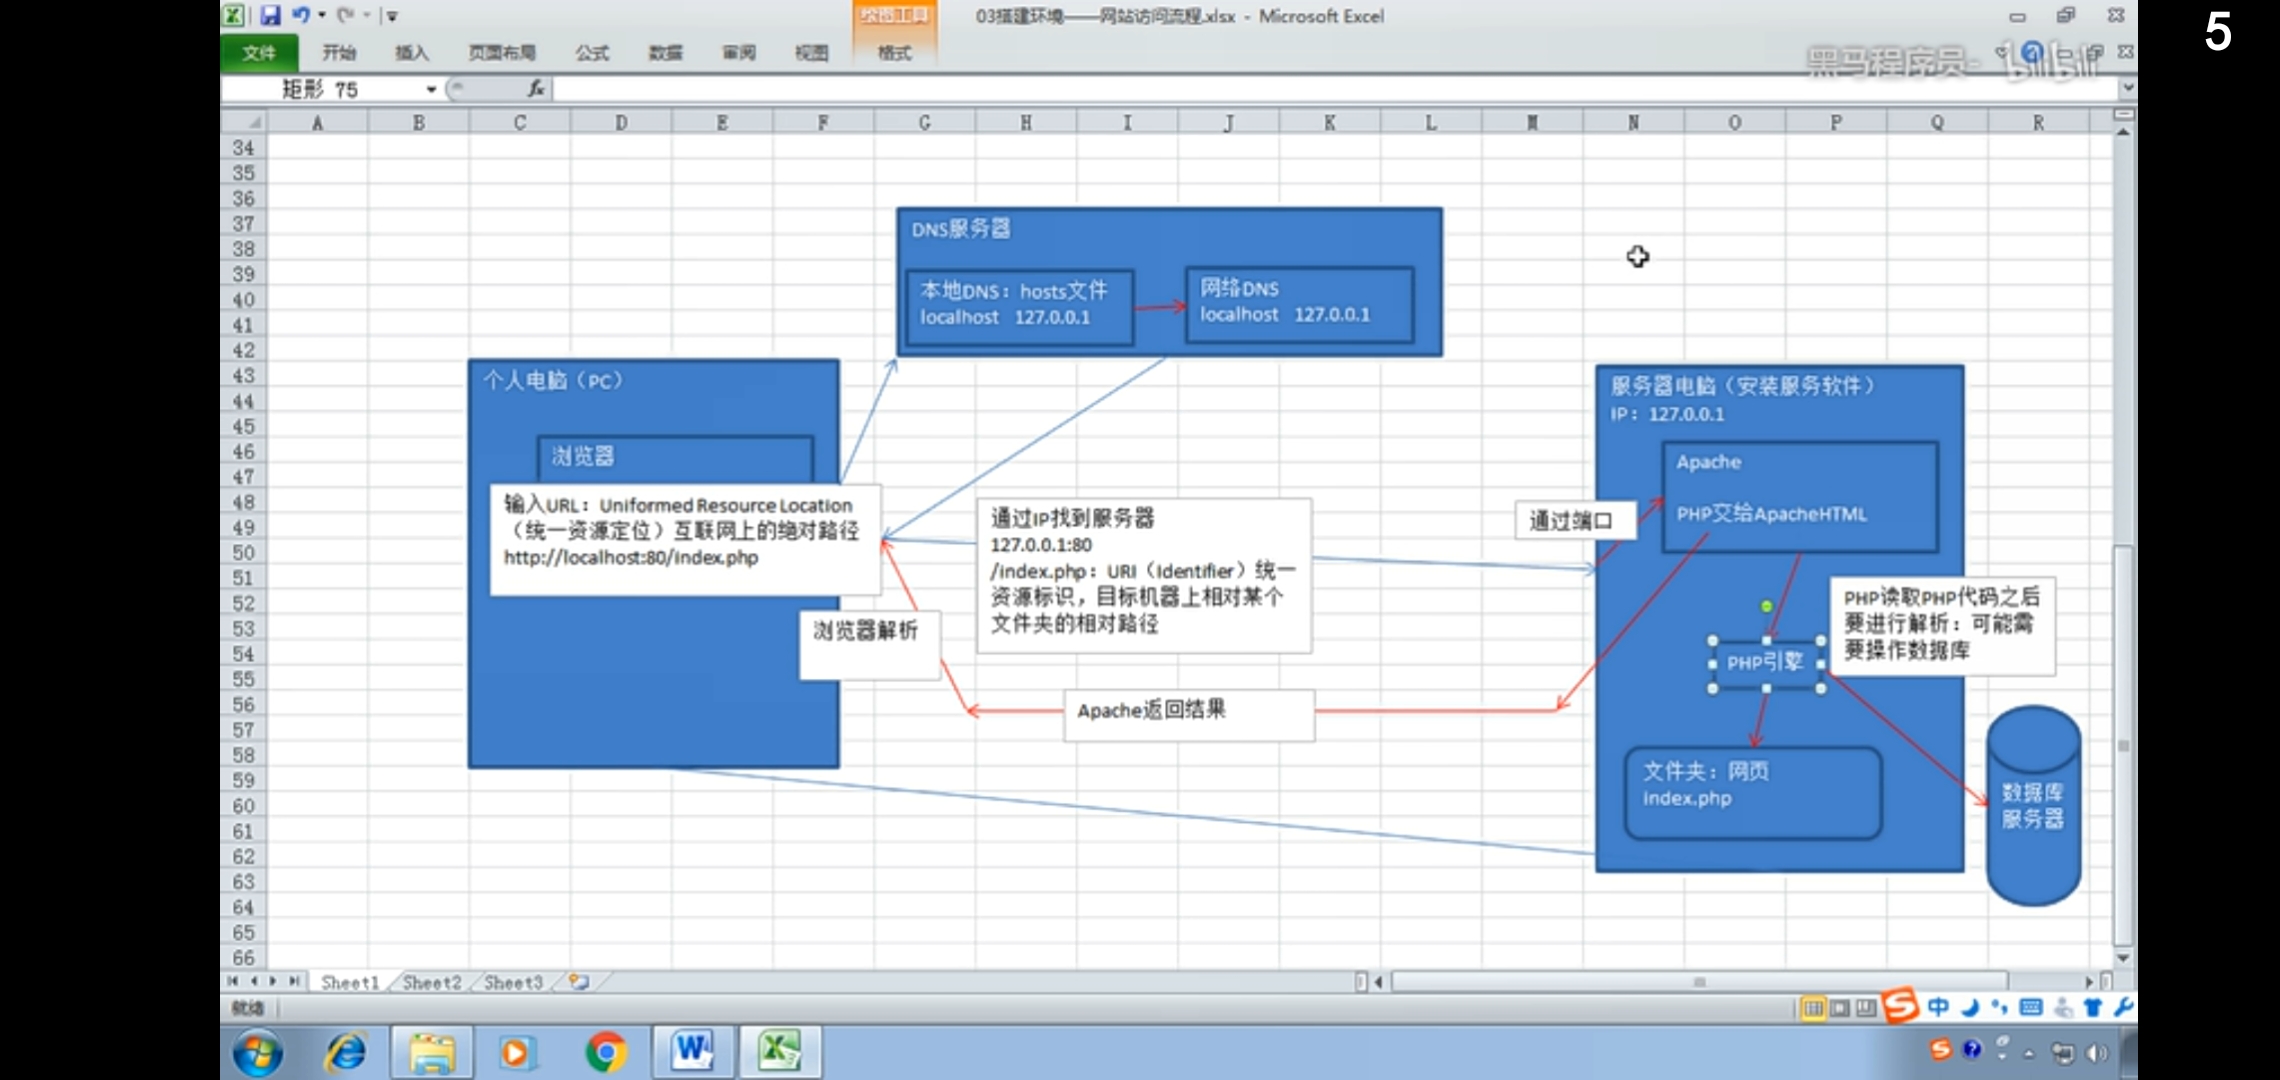 5
绘图工具
03搭建环境——网站访问流程.xlsx - Microsoft Excel
文件 开始 插入 页面布局 公式 数据 审阅 视图 格式
黑马程序员- bilibili
矩形 75
fx
A B C D E F G H I J K L M N O P Q R
34
35
36
37
38
39
40
41
42
43
44
45
46
47
48
49
50
51
52
53
54
55
56
57
58
59
60
61
62
63
64
65
66
DNS服务器
本地DNS：hosts文件
localhost 127.0.0.1
网络DNS
localhost 127.0.0.1
个人电脑（PC）
浏览器
输入URL：Uniformed Resource Location
（统一资源定位）互联网上的绝对路径
http://localhost:80/index.php
浏览器解析
通过IP找到服务器
127.0.0.1:80
/index.php：URI（Identifier）统一
资源标识，目标机器上相对某个
文件夹的相对路径
Apache返回结果
通过端口
服务器电脑（安装服务软件）
IP：127.0.0.1
Apache
PHP交给ApacheHTML
PHP读取PHP代码之后
要进行解析：可能需
要操作数据库
PHP引擎
文件夹：网页
index.php
数据库
服务器
Sheet1 Sheet2 Sheet3
就绪
中